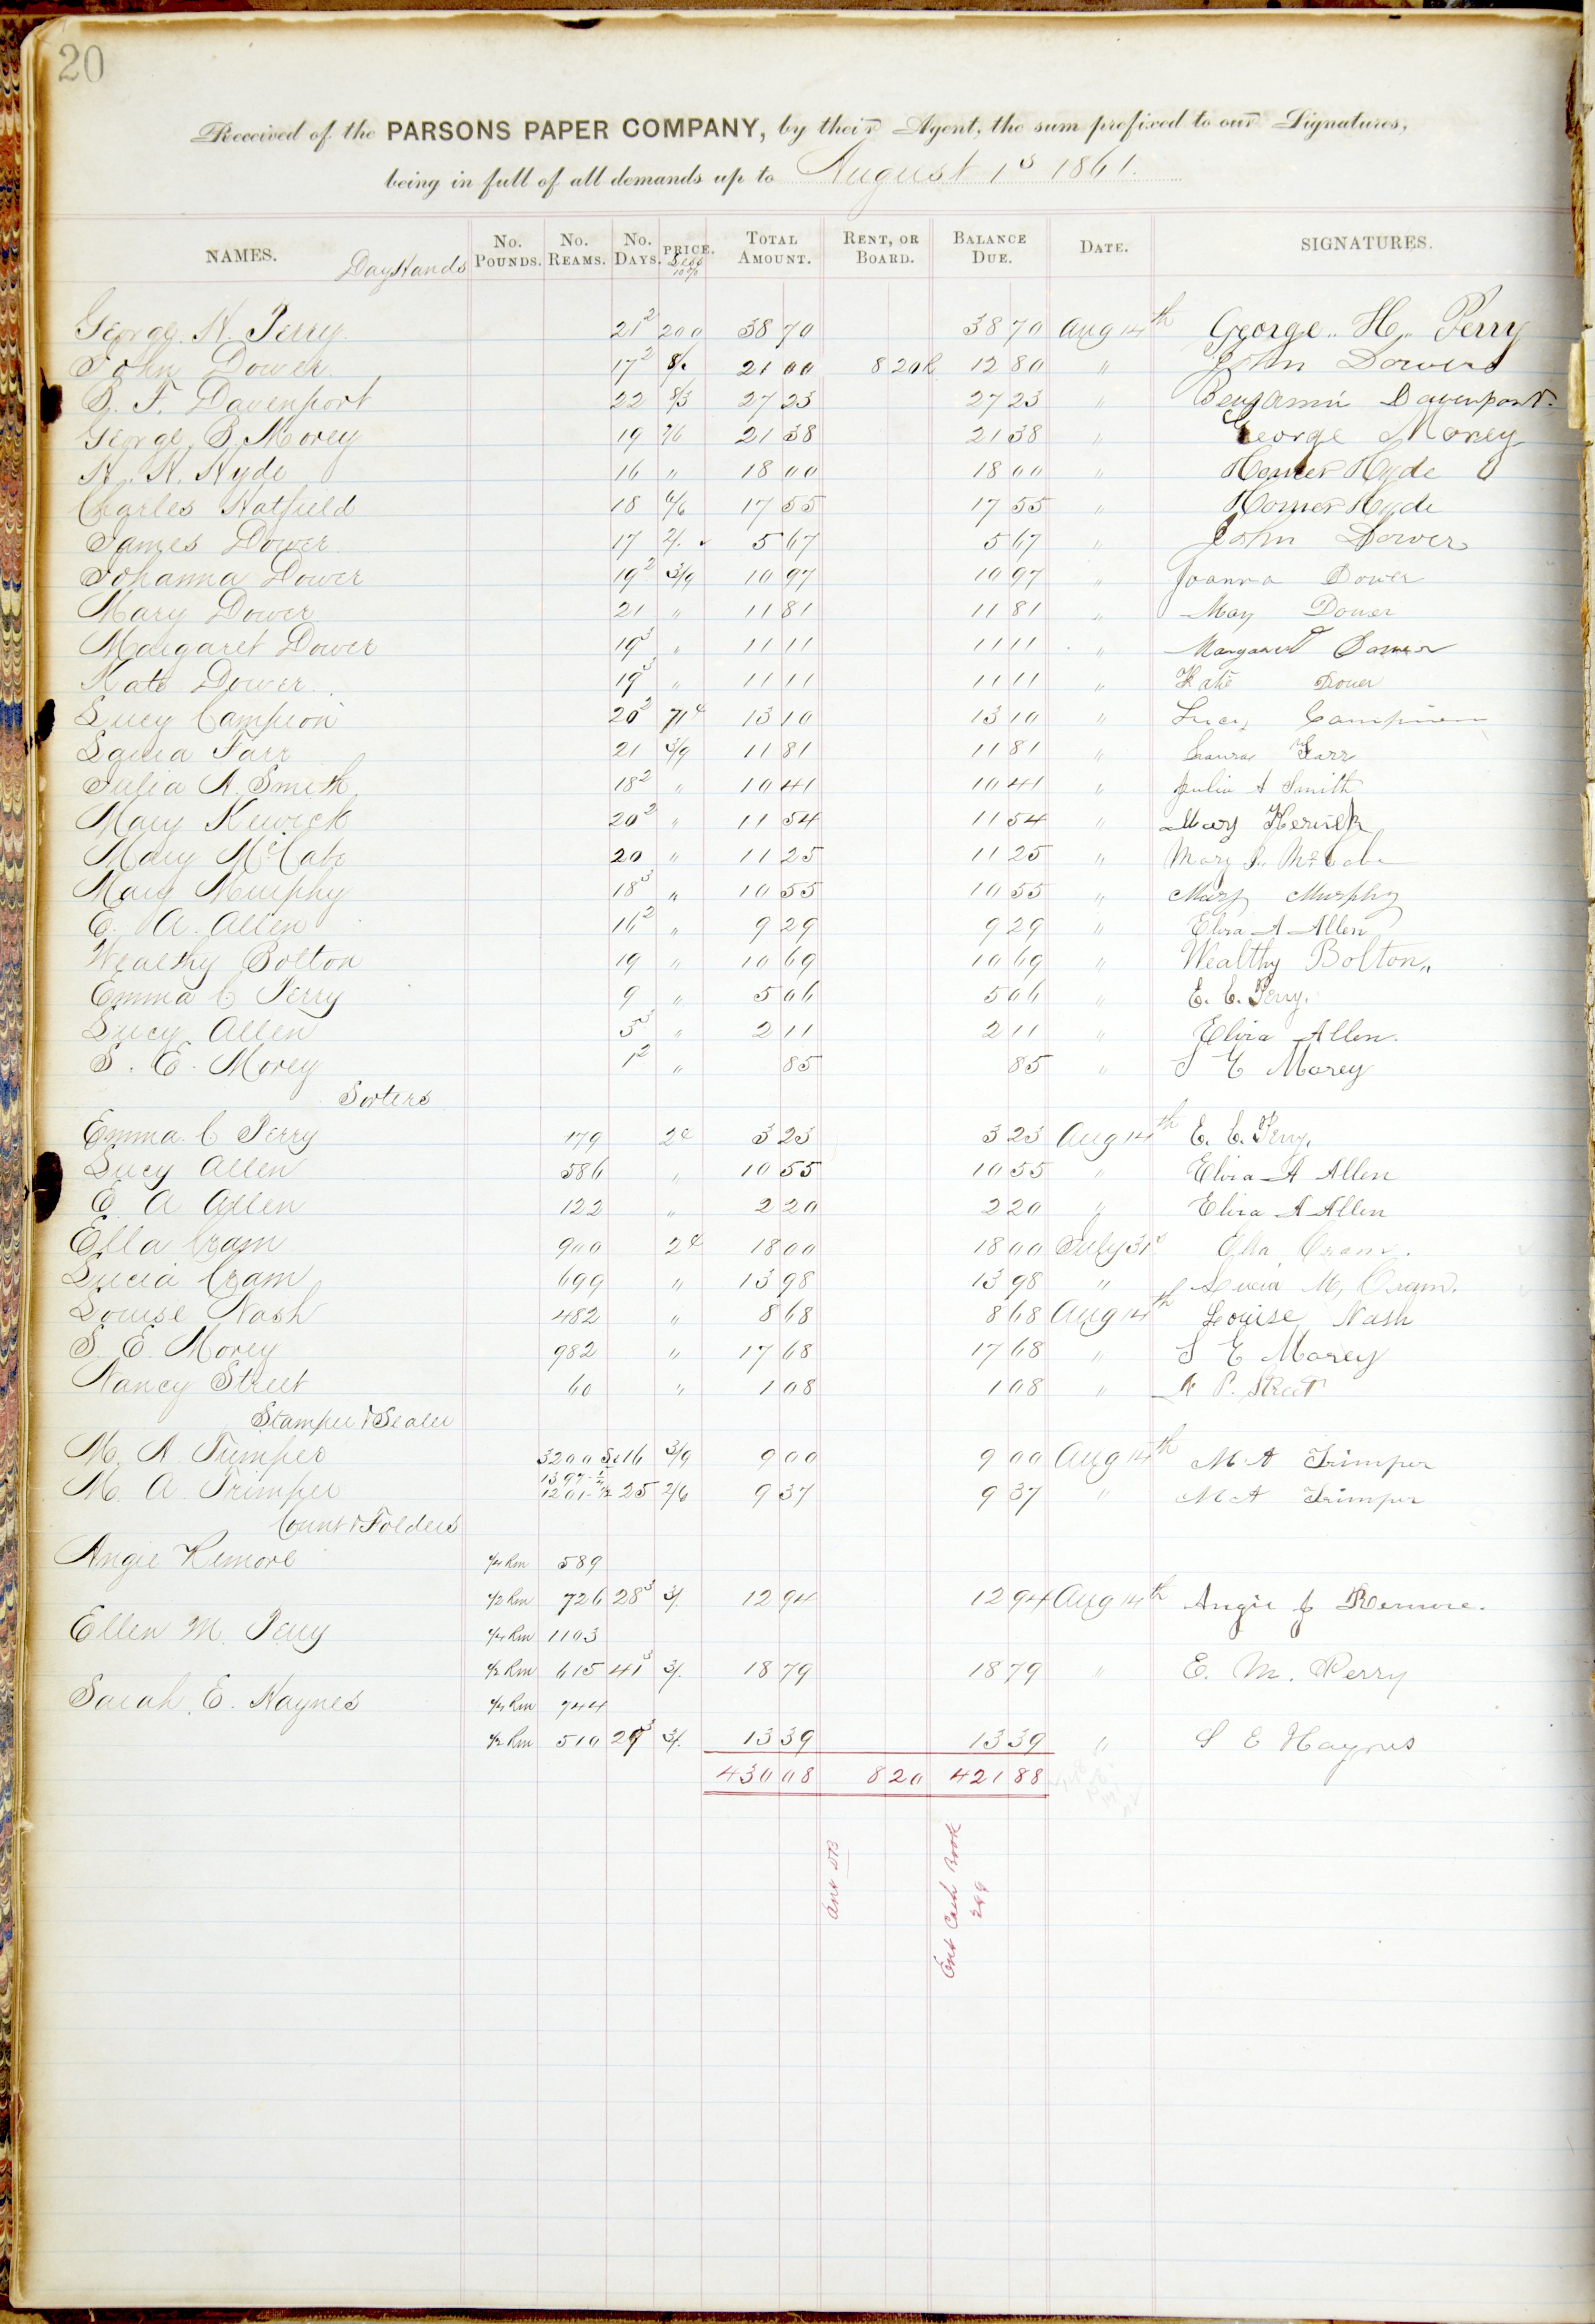 20
Received of the PARSONS PAPER COMPANY, by their Agent, the sum prefixed to our Signatures,
being in full of all demands up to August 1s 1861.
NAMES. Day Hands No. POUNDS. No. REAMS. No. DAYS. PRICE. Less 10% TOTAL AMOUNT. RENT, OR BOARD. BALANCE DUE. DATE. SIGNATURES.
George H. Perry 21 2 200 38 70 38 70 Aug 14th George H. Perry
John Dower 17 2 8/. 21 00 8 20 R 12 80 " John Dower
B. F. Davenport 22 8/3 27 23 27 23 " Benjamin Davenport.
George B. Morey 19 7/6 21 38 21 38 " George Morey
H. H. Hyde 16 " 18 00 18 00 " Homer Hyde
Charles Hatfield 18 6/6 17 55 17 55 " Homer Hyde
James Dower 17 2/. 5 67 5 67 " John Dower
Johanna Dower 19 2 3/9 10 97 10 97 " Joanna Dower
Mary Dower 21 " 11 81 11 81 " May Dower
Margaret Dower 19 3 " 11 11 11 11 " Margaret Dower
Kate Dower 19 3 " 11 11 11 11 " Katie Dower
Lucy Campion 20 2 71c 13 10 13 10 " Lucy Campion
Laura Farr 21 3/9 11 81 11 81 " Laura Farr
Julia A. Smith 18 2 " 10 41 10 41 " Julia A Smith
Mary Kerwick 20 2 " 11 54 11 54 " Mary Kerwick
Mary McCabe 20 " 11 25 11 25 " Mary McCabe
Mary Murphy 18 3 " 10 55 10 55 " Mary Murphy
E. A. Allen 16 2 " 9 29 9 29 " Elvira A Allen
Wealthy Bolton 19 " 10 69 10 69 " Wealthy Bolton
Emma C Perry 9 " 5 06 5 06 " E. C. Perry.
Lucy Allen 5 3 " 2 11 2 11 " Elvira Allen.
S. E. Morey 1 2 " 85 85 " S E Morey
Sorters
Emma C Perry 179 2c 3 23 3 23 Aug 14th E. C. Perry.
Lucy Allen 586 " 10 55 10 55 " Elvira A Allen
E A Allen 122 " 2 20 2 20 " Elvira A Allen
Ella Cram 900 2c 18 00 18 00 July 31s Ella Cram.
Lucia Cram 699 " 13 98 13 98 " Lucia M, Cram.
Louise Nash 482 " 8 68 8 68 Aug 14th Louise Nash
S. E. Morey 982 " 17 68 17 68 " S E Morey
Nancy Street 60 " 1 08 1 08 " N P. Street
Stamper & Sealer
M. A. Trimper 3200 16 3/9 9 00 9 00 Aug 14th M. A Trimper
M. A. Trimper 1397 1/4 1201 1/2 25 2/6 9 37 9 37 " M A Trimper
Count & Folders
Angie Kemore 1/4 Rm 589
1/2 Rm 726 28 3 3/. 12 94 12 94 Aug 14th Angie J
Ellen M. Perry 1/4 Rm 1103
1/2 Rm 615 41 3 3/. 18 79 18 79 " E. M. Perry
Sarah E. Haynes 1/4 Rm 744
1/2 Rm 510 29 3 3/. 13 39 13 39 " S E Haynes
430 08 8 20 421 88
Ent Cash Book
249